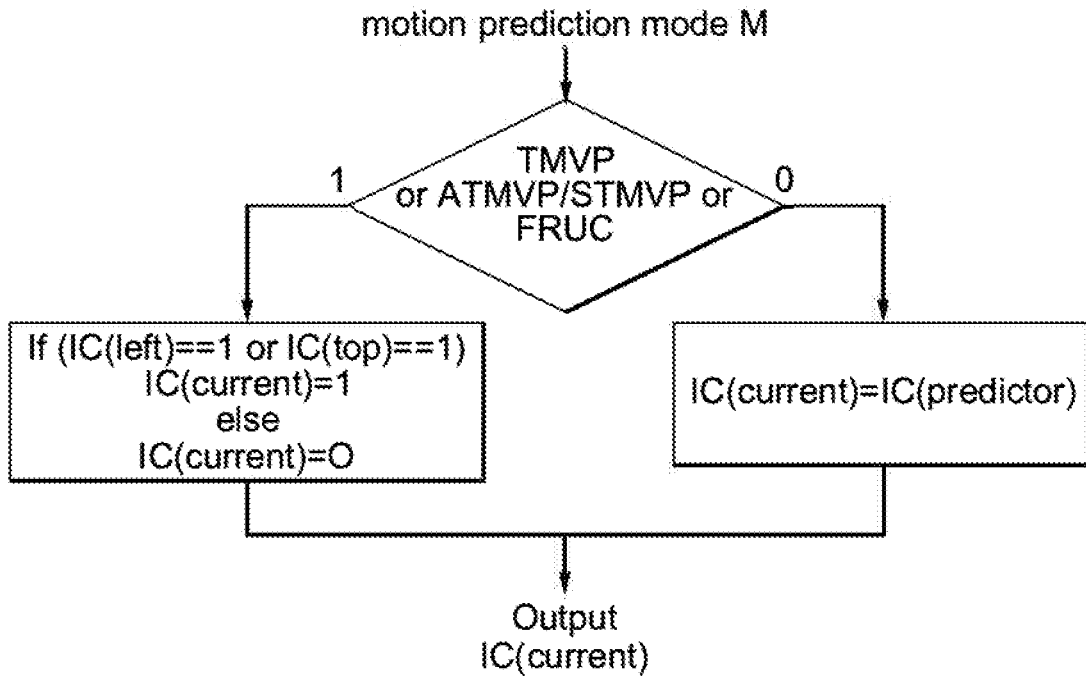 motion prediction mode M
TMVP
or ATMVP/STMVP or
FRUC
1
0
If (IC(left)==1 or IC(top)==1)
IC(current)=1
else
IC(current)=O
IC(current)=IC(predictor)
Output
IC(current)